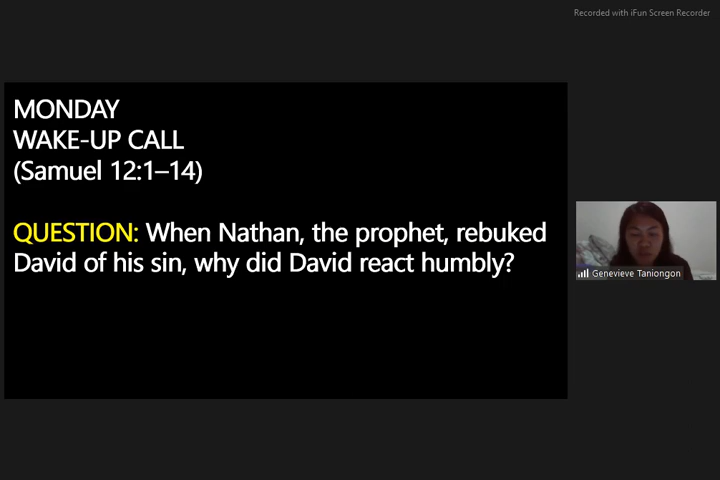 Recorded with iFun Screen Recorder
MONDAY
WAKE-UP CALL
(Samuel 12:1–14)
QUESTION: When Nathan, the prophet, rebuked
David of his sin, why did David react humbly?
Genevieve Taniongon